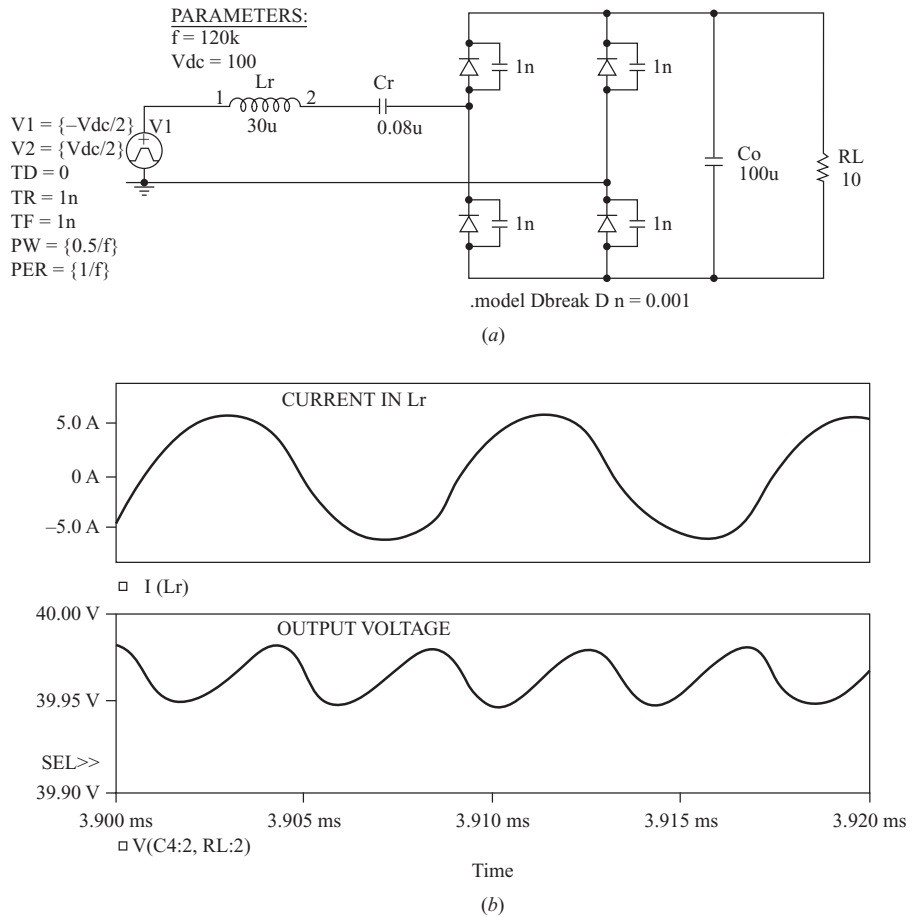 PARAMETERS:
f = 120k
Vdc = 100
Lr
1 2
30u
Cr
0.08u
1n
1n
V1 = {–Vdc/2}
V1
V2 = {Vdc/2}
TD = 0
TR = 1n
TF = 1n
PW = {0.5/f}
PER = {1/f}
+
1n
1n
Co
100u
RL
10
.model Dbreak D n = 0.001
(a)
CURRENT IN Lr
5.0 A
0 A
–5.0 A
I (Lr)
40.00 V
OUTPUT VOLTAGE
39.95 V
SEL>>
39.90 V
3.900 ms 3.905 ms 3.910 ms 3.915 ms 3.920 ms
V(C4:2, RL:2)
Time
(b)